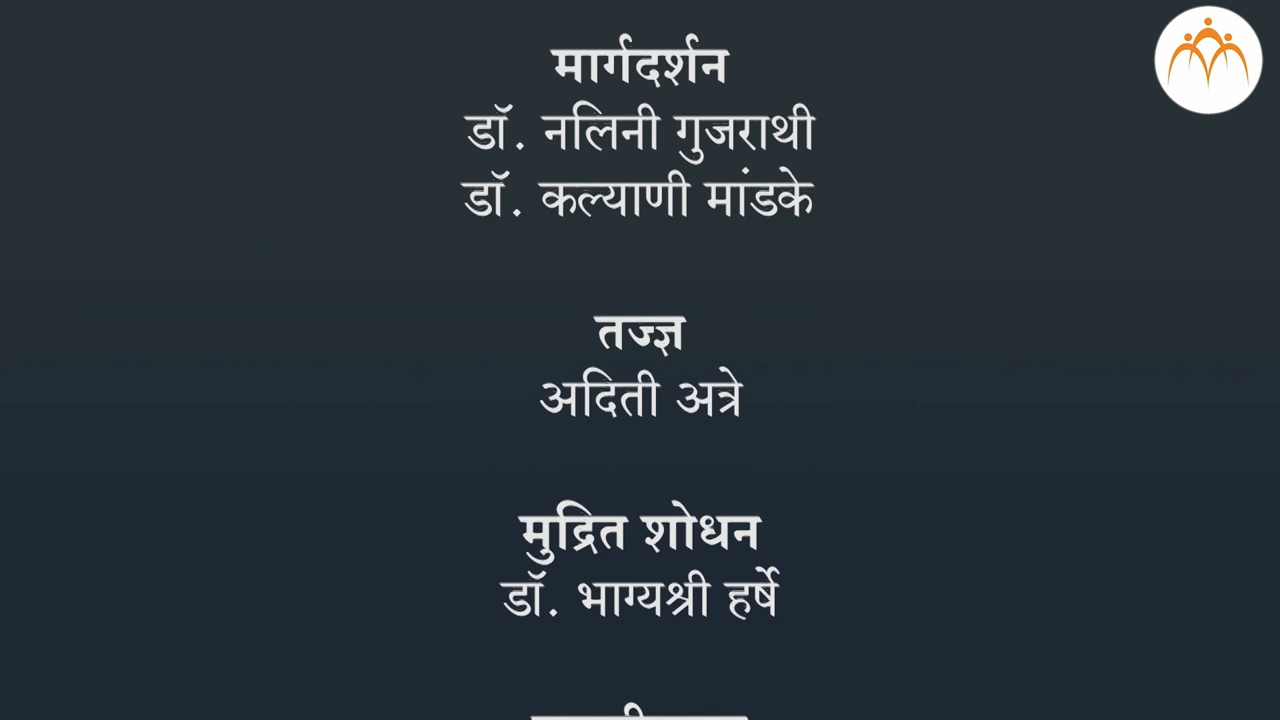 मार्गदर्शन
डॉ. नलिनी गुजराथी
डॉ. कल्याणी मांडके
तज्ज्ञ
अदिती अत्रे
मुद्रित शोधन
डॉ. भाग्यश्री हर्षे